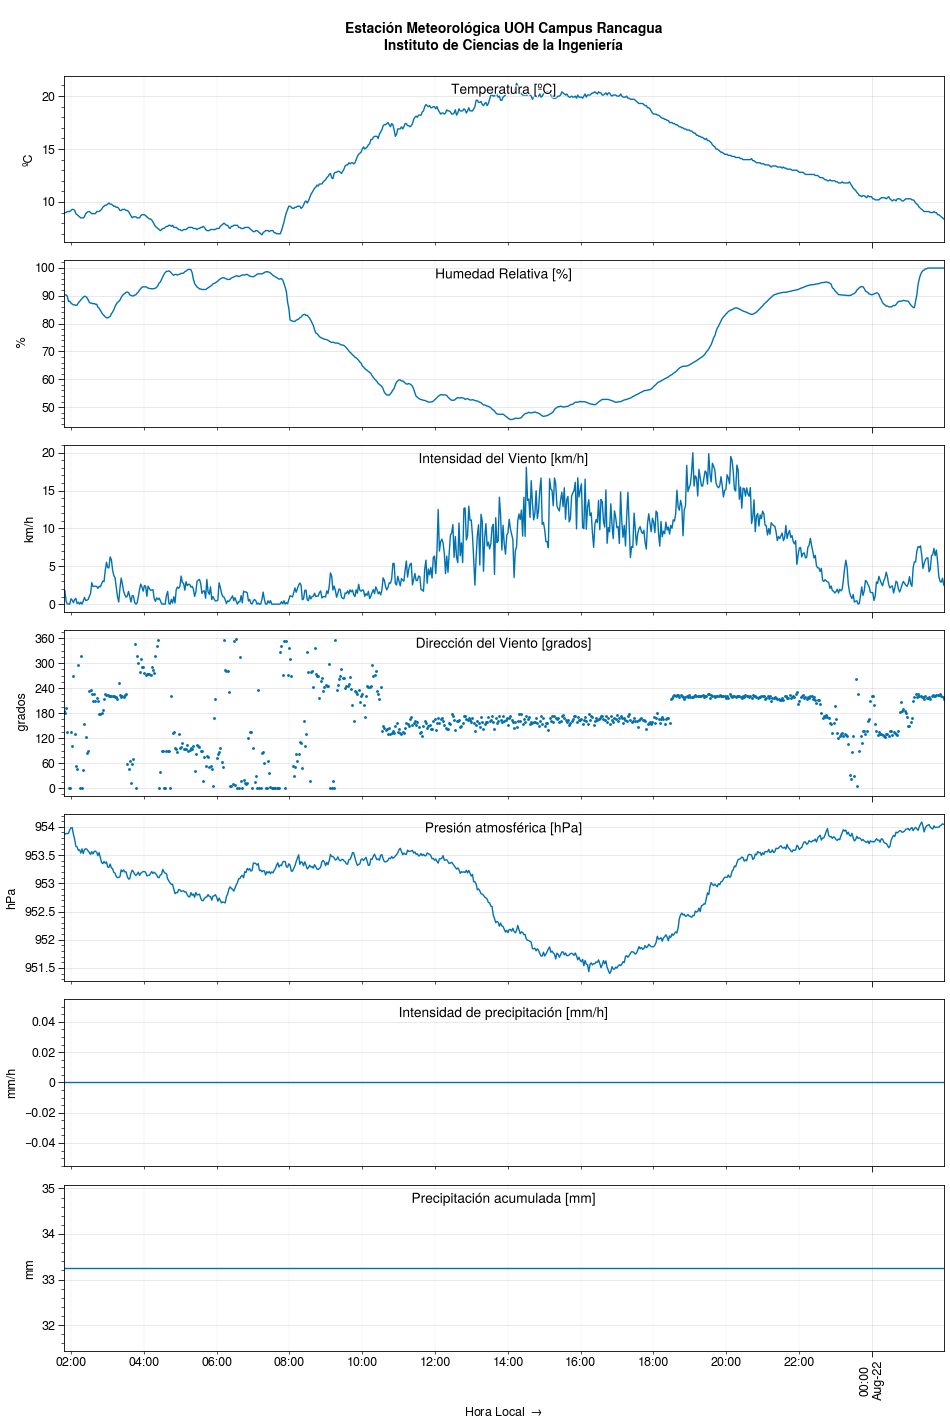 Estación Meteorológica UOH Campus Rancagua
Instituto de Ciencias de la Ingeniería
Temperatura [ºC]
20
15
10
ºC
Humedad Relativa [%]
100
90
80
70
60
50
%
Intensidad del Viento [km/h]
20
15
10
5
0
km/h
Dirección del Viento [grados]
360
300
240
180
120
60
0
grados
Presión atmosférica [hPa]
954
953.5
953
952.5
952
951.5
hPa
Intensidad de precipitación [mm/h]
0.04
0.02
0
−0.02
−0.04
mm/h
Precipitación acumulada [mm]
35
34
33
32
mm
02:00 04:00 06:00 08:00 10:00 12:00 14:00 16:00 18:00 20:00 22:00 00:00
Aug-22
Hora Local →